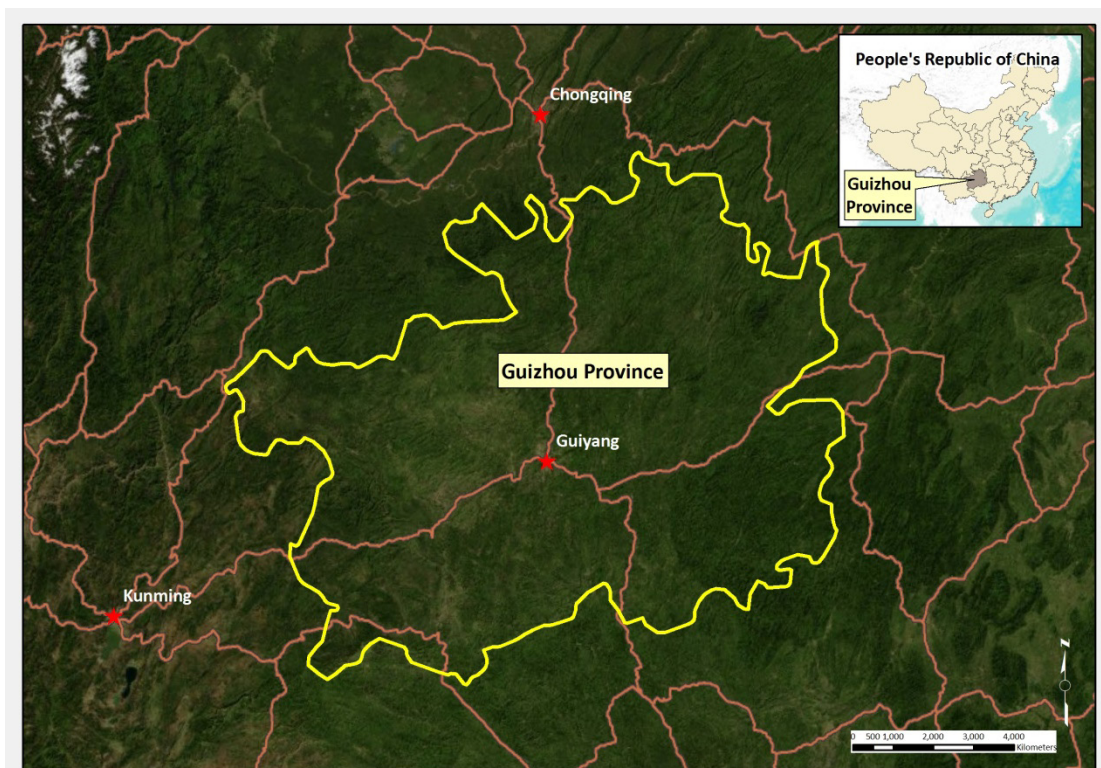 People's Republic of China
Guizhou
Province
Chongqing
Guizhou Province
Guiyang
Kunming
N
0 500 1,000 2,000 3,000 4,000
Kilometers